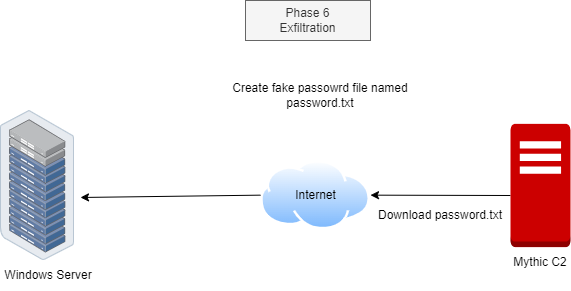 Phase 6
Exfiltration
Create fake passowrd file named
password.txt
Internet
Download password.txt
Windows Server
Mythic C2